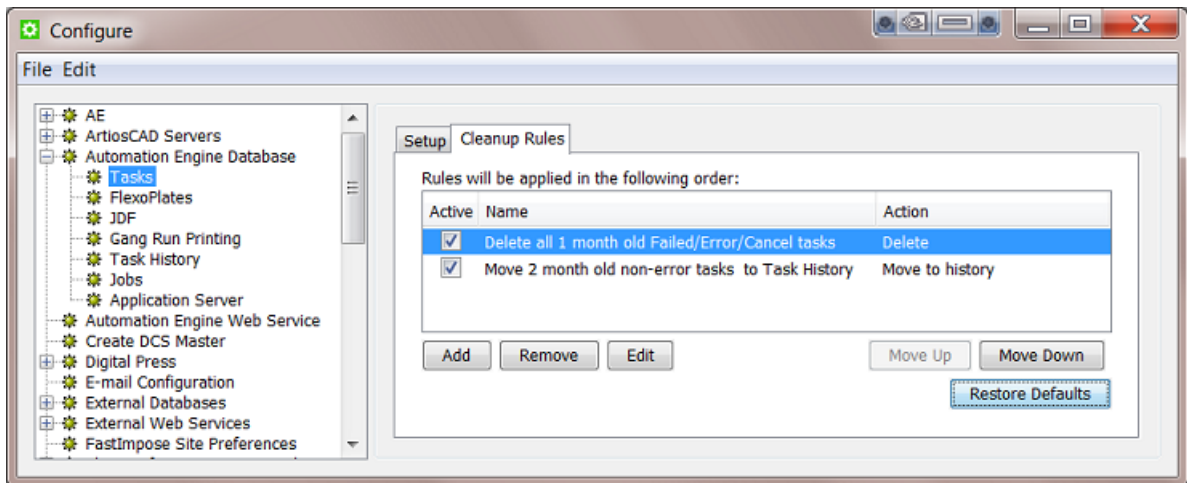 Configure
File Edit
AE
ArtiosCAD Servers
Automation Engine Database
Tasks
FlexoPlates
JDF
Gang Run Printing
Task History
Jobs
Application Server
Automation Engine Web Service
Create DCS Master
Digital Press
E-mail Configuration
External Databases
External Web Services
FastImpose Site Preferences
Setup Cleanup Rules
Rules will be applied in the following order:
Active Name Action
Delete all 1 month old Failed/Error/Cancel tasks Delete
Move 2 month old non-error tasks to Task History Move to history
Add Remove Edit Move Up Move Down
Restore Defaults